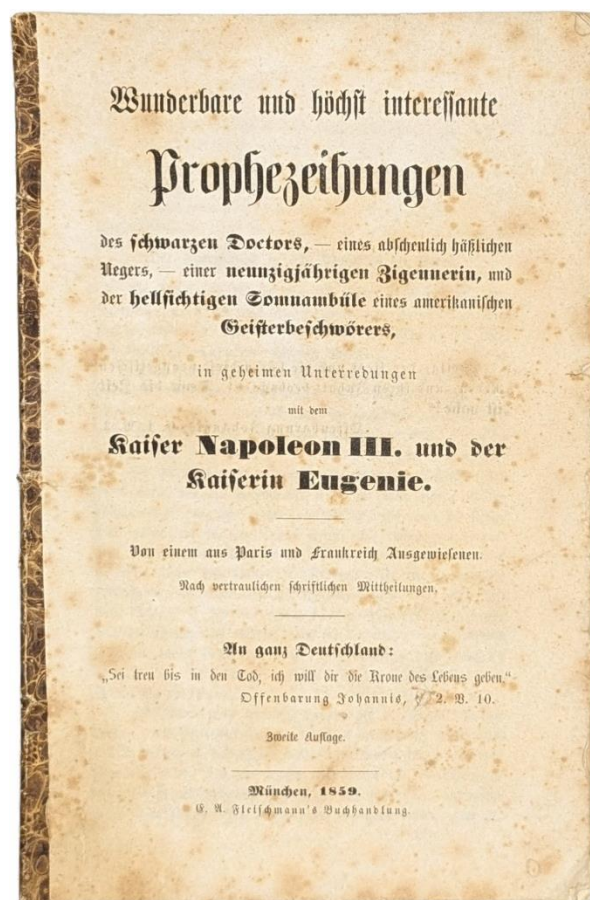 Wunderbare und höchst interessante
Prophezeihungen
des schwarzen Doctors, — eines abscheulich häßlichen
Negers, — einer neunzigjährigen Zigeunerin, und
der hellsichtigen Somnambüle eines amerikanischen
Geisterbeschwörers,
in geheimen Unterredungen
mit dem
Kaiser Napoleon III. und der
Kaiserin Eugenie.
Von einem aus Paris und Frankreich Ausgewiesenen.
Nach vertraulichen schriftlichen Mittheilungen.
An ganz Deutschland:
„Sei treu bis in den Tod, ich will dir die Krone des Lebens geben.“
Offenbarung Johannis, 2. V. 10.
Zweite Auflage.
München, 1859.
E. A. Fleischmann's Buchhandlung.